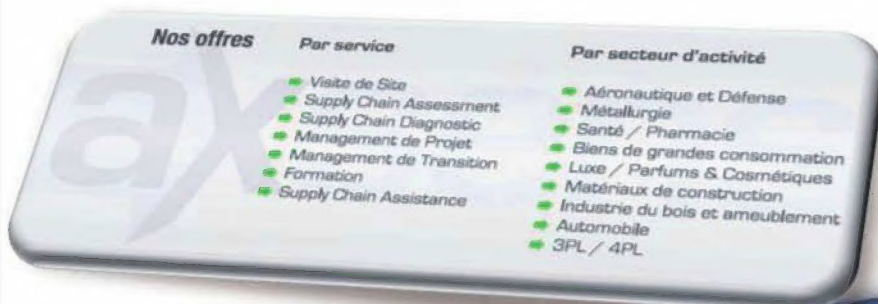 Nos offres
Par service
Visite de Site
Supply Chain Assessment
Supply Chain Diagnostic
Management de Projet
Management de Transition
Formation
Supply Chain Assistance
Par secteur d'activité
Aéronautique et Défense
Métallurgie
Santé / Pharmacie
Biens de grandes consommation
Luxe / Parfums & Cosmétiques
Matériaux de construction
Industrie du bois et ameublement
Automobile
3PL / 4PL